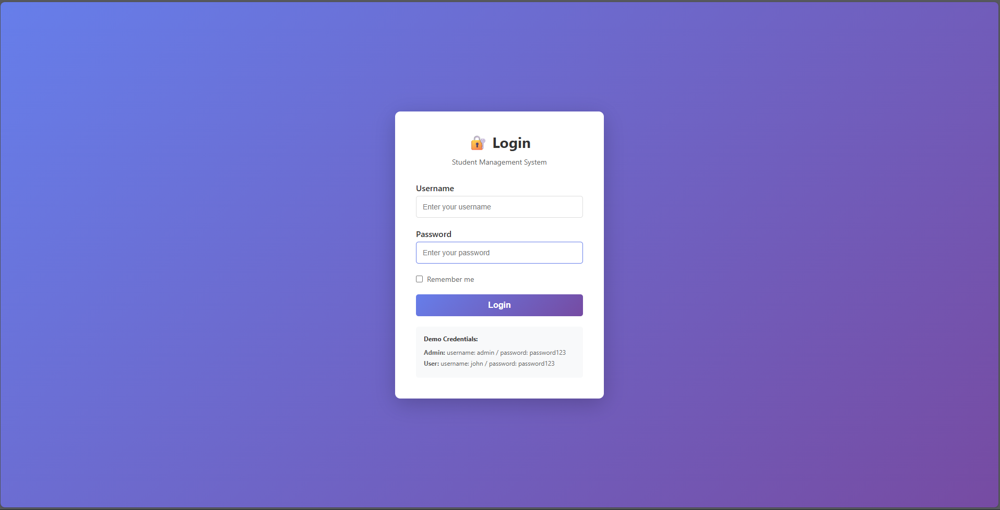 🔐 Login
Student Management System
Username
Enter your username
Password
Enter your password
Remember me
Login
Demo Credentials:
Admin: username: admin / password: password123
User: username: john / password: password123